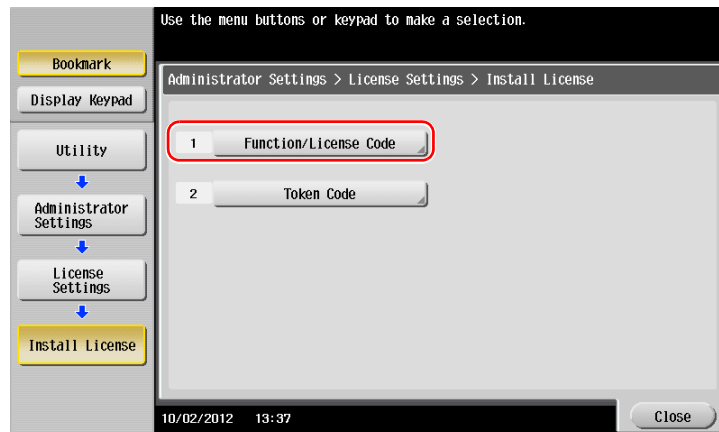 Use the menu buttons or keypad to make a selection.
Bookmark
Display Keypad
Utility
Administrator
Settings
License
Settings
Install License
Administrator Settings > License Settings > Install License
1 Function/License Code
2 Token Code
10/02/2012 13:37
Close